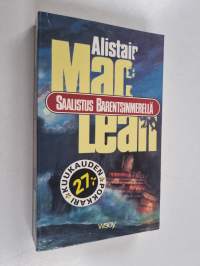 Alistair
Mac
SAALISTUS BARENTSINMERELLÄ
Lean
KUUKAUDEN
27,-
POKKARI
WSOY